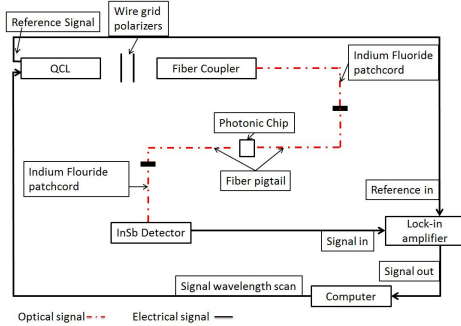 Reference Signal
Wire grid
polarizers
QCL
Fiber Coupler
Indium Fluoride
patchcord
Photonic Chip
Indium Flouride
patchcord
Fiber pigtail
Reference in
InSb Detector
Signal in
Lock-in
amplifier
Signal out
Signal wavelength scan
Computer
Optical signal
Electrical signal